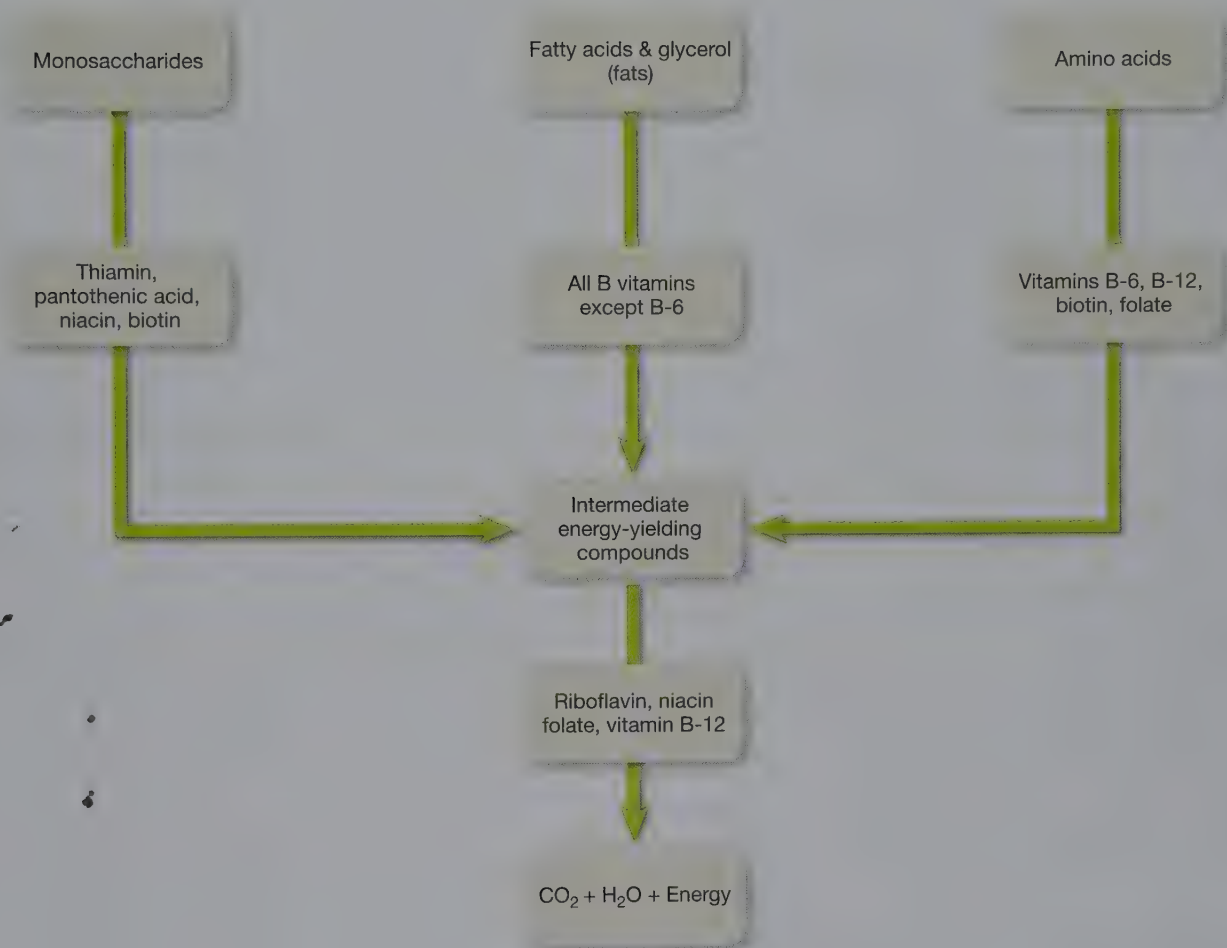 Monosaccharides
Fatty acids & glycerol
(fats)
Amino acids
Thiamin,
pantothenic acid,
niacin, biotin
All B vitamins
except B-6
Vitamins B-6, B-12,
biotin, folate
Intermediate
energy-yielding
compounds
Riboflavin, niacin
folate, vitamin B-12
CO₂ + H₂O + Energy